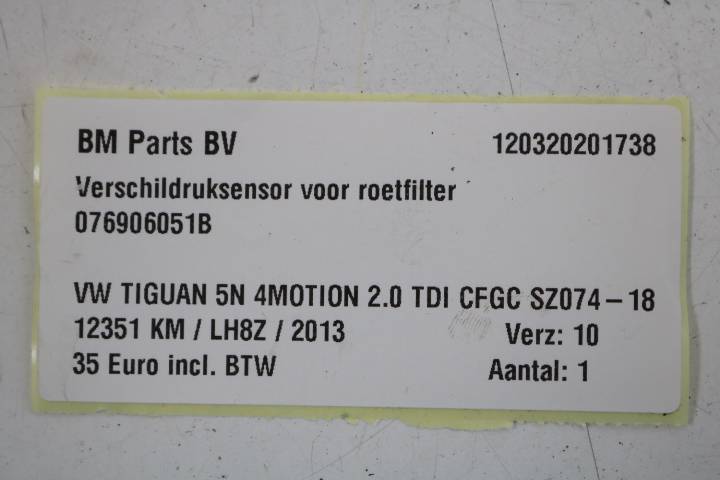 BM Parts BV 120320201738
Verschildruksensor voor roetfilter
076906051B
VW TIGUAN 5N 4MOTION 2.0 TDI CFGC SZ074-18
12351 KM / LH8Z / 2013 Verz: 10
35 Euro incl. BTW Aantal: 1